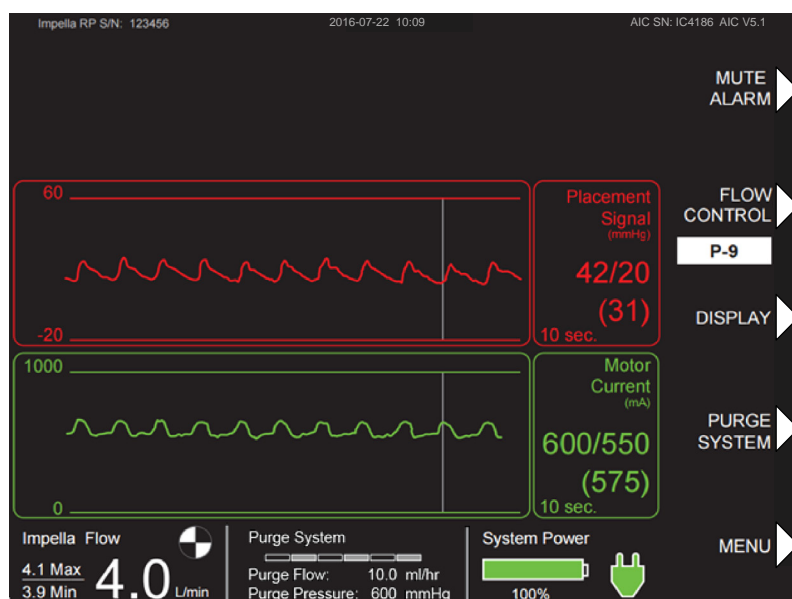 Impella RP S/N: 123456
2016-07-22 10:09
AIC SN: IC4186 AIC V5.1
MUTE
ALARM
60
-20
Placement
Signal
(mmHg)
42/20
(31)
10 sec.
FLOW
CONTROL
P-9
DISPLAY
1000
0
Motor
Current
(mA)
600/550
(575)
10 sec.
PURGE
SYSTEM
Impella Flow
4.1 Max
3.9 Min
4.0 L/min
Purge System
Purge Flow: 10.0 ml/hr
Purge Pressure: 600 mmHg
System Power
100%
MENU